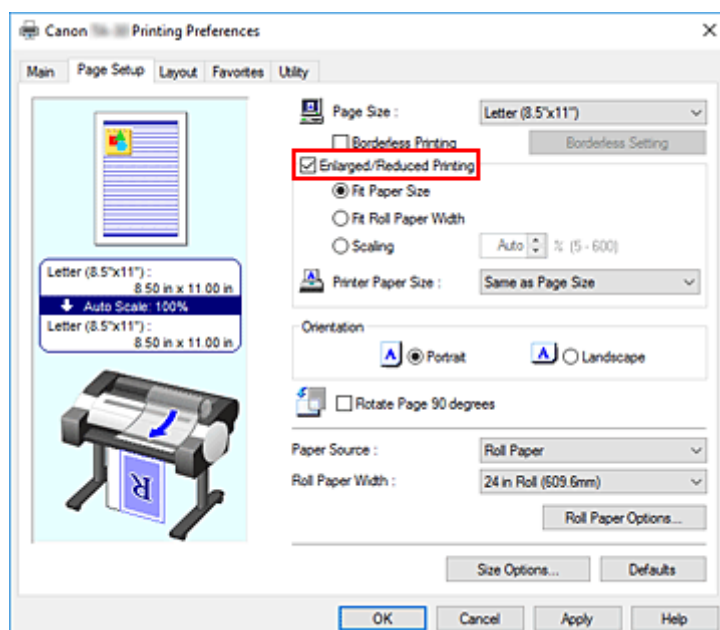 Canon Printing Preferences
Main Page Setup Layout Favorites Utility
Page Size : Letter (8.5"x11")
Borderless Printing Borderless Setting
Enlarged/Reduced Printing
Fit Paper Size
Fit Roll Paper Width
Scaling Auto % (5 - 600)
Printer Paper Size : Same as Page Size
Letter (8.5"x11") :
8.50 in x 11.00 in
Auto Scale: 100%
Letter (8.5"x11") :
8.50 in x 11.00 in
Orientation
A Portrait A Landscape
Rotate Page 90 degrees
R
Paper Source : Roll Paper
Roll Paper Width : 24 in Roll (609.6mm)
Roll Paper Options...
Size Options... Defaults
OK Cancel Apply Help